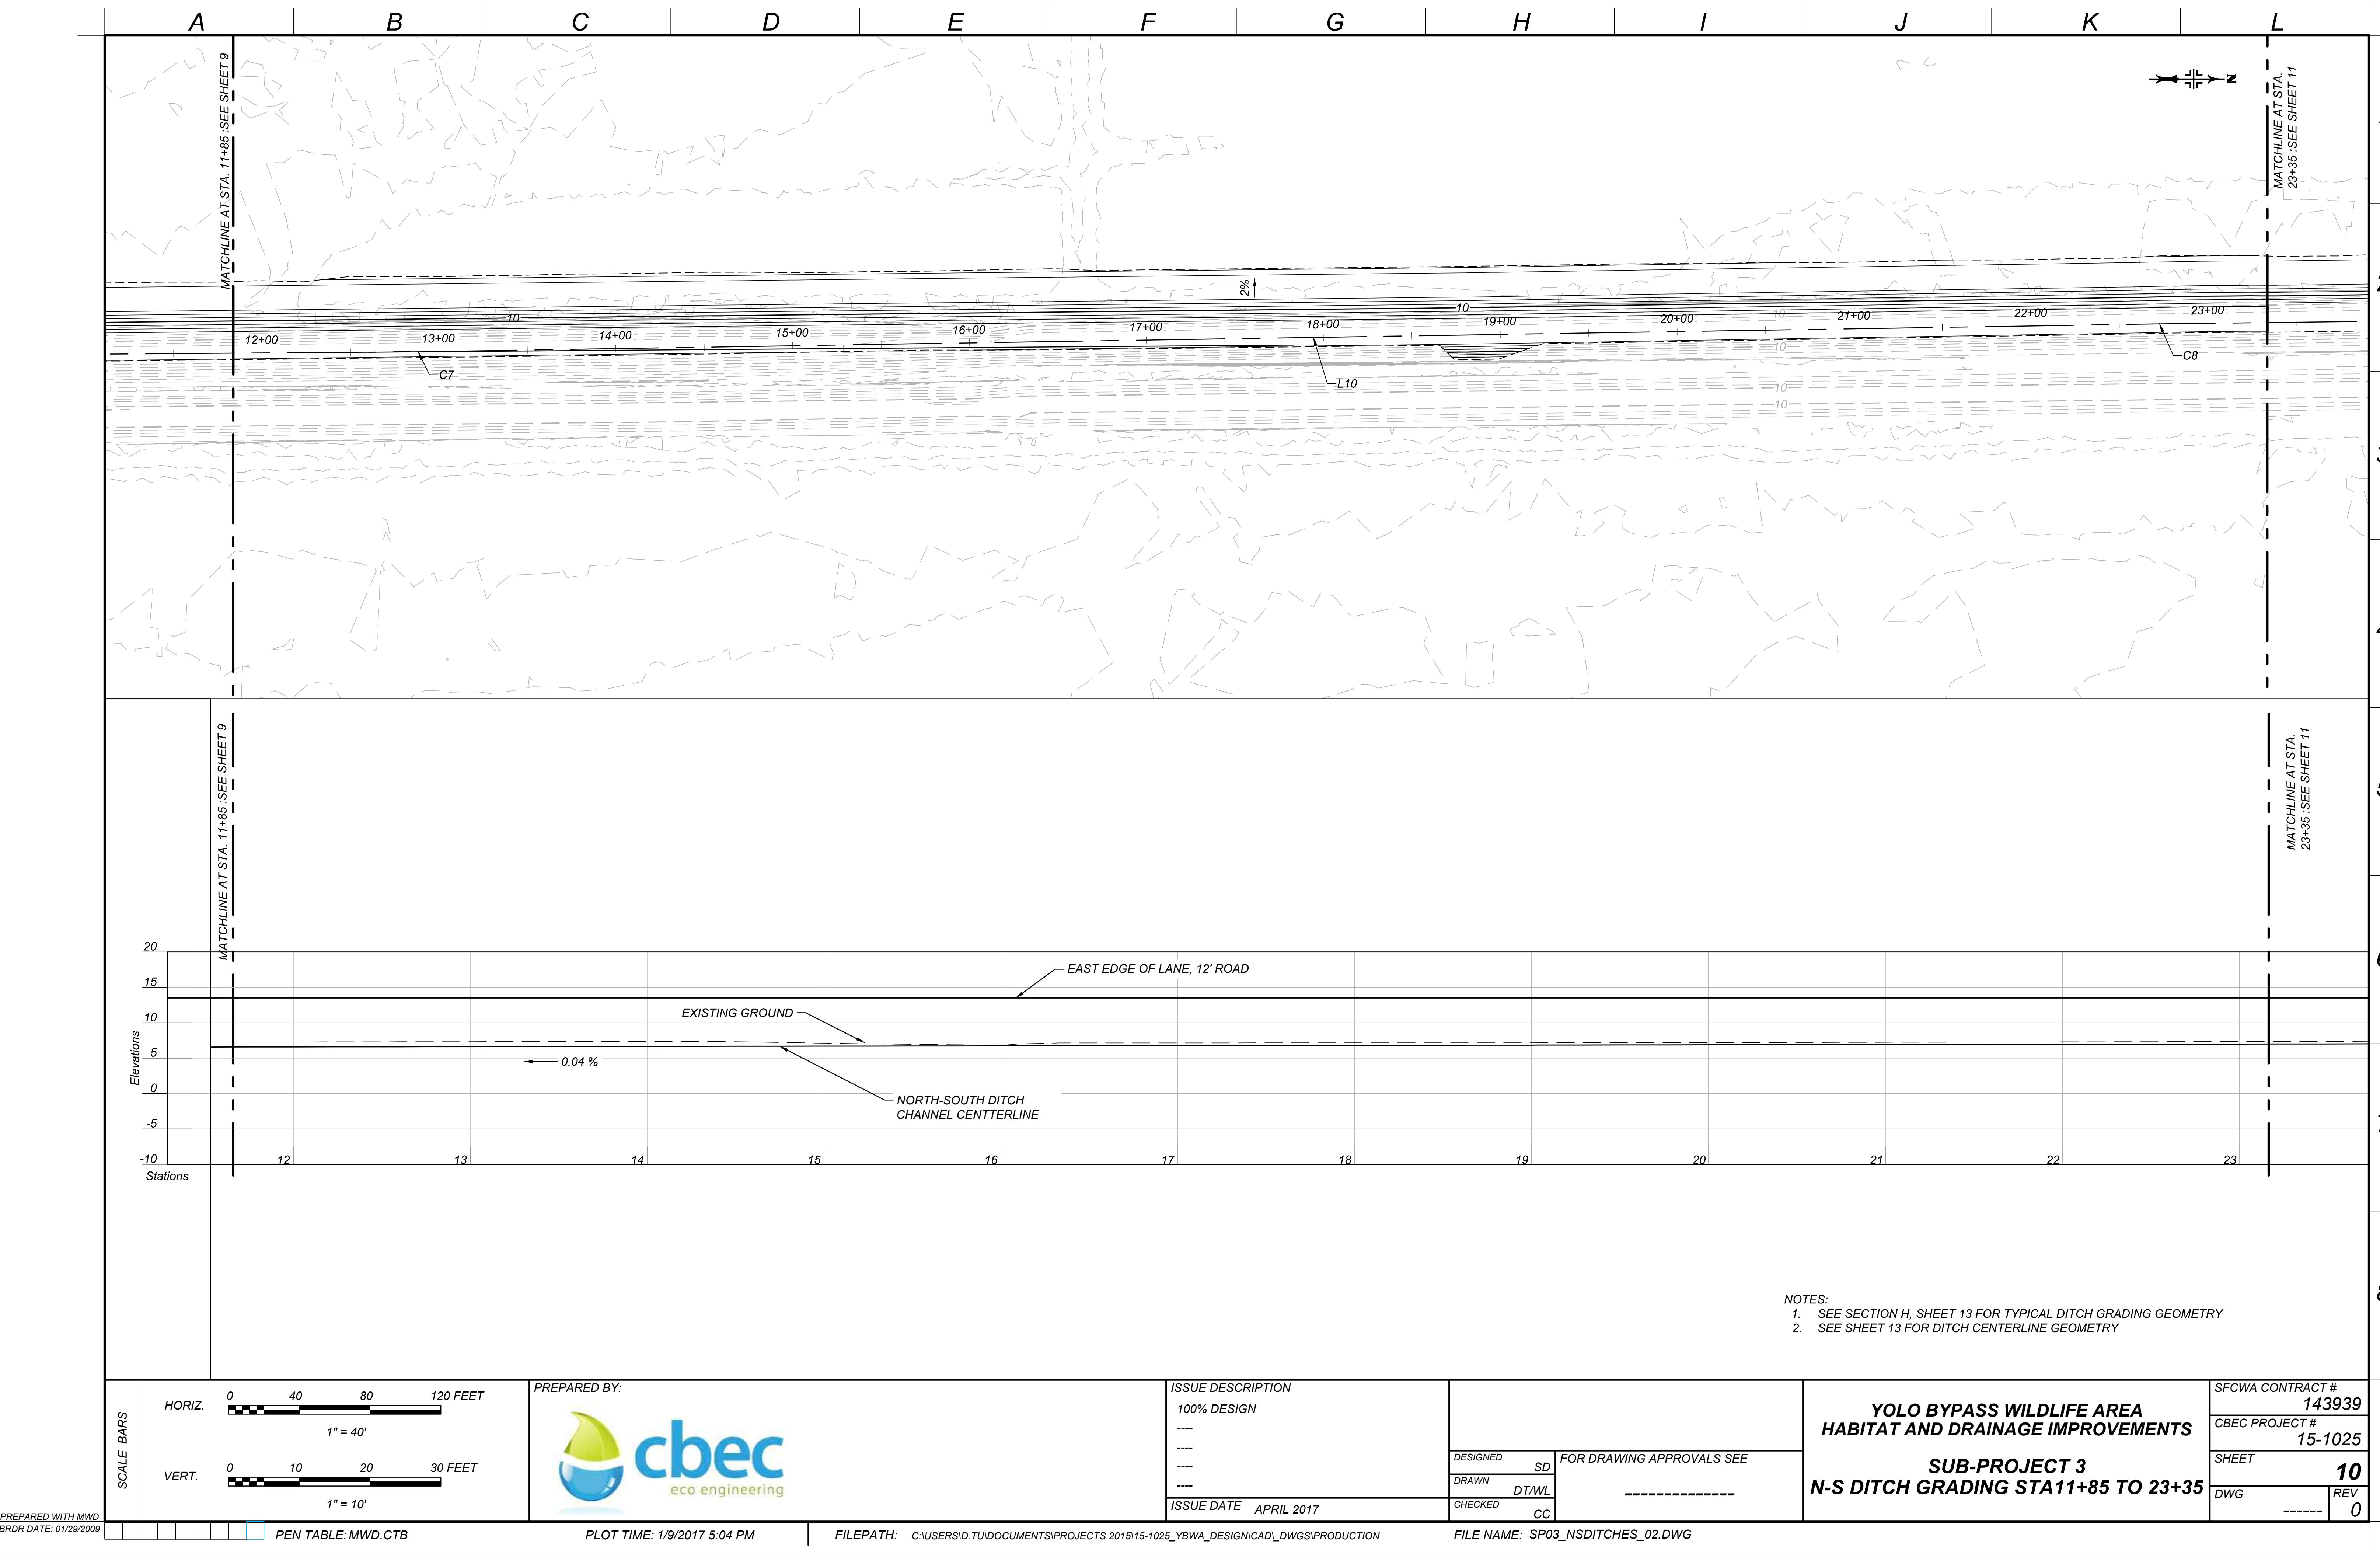 A B C D E F G H I J K L
MATCHLINE AT STA. 11+85 :SEE SHEET 9
MATCHLINE AT STA.
23+35 :SEE SHEET 11
N
2%
10
10
10
10
10
10
12+00 13+00 14+00 15+00 16+00 17+00 18+00 19+00 20+00 21+00 22+00 23+00
C7
L10
C8
MATCHLINE AT STA. 11+85 :SEE SHEET 9
MATCHLINE AT STA.
23+35 :SEE SHEET 11
20
15
10
5
0
-5
-10
Elevations
Stations
EAST EDGE OF LANE, 12' ROAD
EXISTING GROUND
0.04 %
NORTH-SOUTH DITCH
CHANNEL CENTTERLINE
12 13 14 15 16 17 18 19 20 21 22 23
NOTES:
1. SEE SECTION H, SHEET 13 FOR TYPICAL DITCH GRADING GEOMETRY
2. SEE SHEET 13 FOR DITCH CENTERLINE GEOMETRY
SCALE BARS
HORIZ.
0 40 80 120 FEET
1" = 40'
VERT.
0 10 20 30 FEET
1" = 10'
PREPARED BY:
cbec
eco engineering
ISSUE DESCRIPTION
100% DESIGN
----
----
----
----
ISSUE DATE APRIL 2017
DESIGNED SD
DRAWN DT/WL
CHECKED CC
FOR DRAWING APPROVALS SEE
--------------
YOLO BYPASS WILDLIFE AREA
HABITAT AND DRAINAGE IMPROVEMENTS
SUB-PROJECT 3
N-S DITCH GRADING STA11+85 TO 23+35
SFCWA CONTRACT #
143939
CBEC PROJECT #
15-1025
SHEET
10
DWG
------
REV
0
PREPARED WITH MWD
BRDR DATE: 01/29/2009
PEN TABLE: MWD.CTB
PLOT TIME: 1/9/2017 5:04 PM
FILEPATH: C:\USERS\D.TU\DOCUMENTS\PROJECTS 2015\15-1025_YBWA_DESIGN\CAD\_DWGS\PRODUCTION
FILE NAME: SP03_NSDITCHES_02.DWG